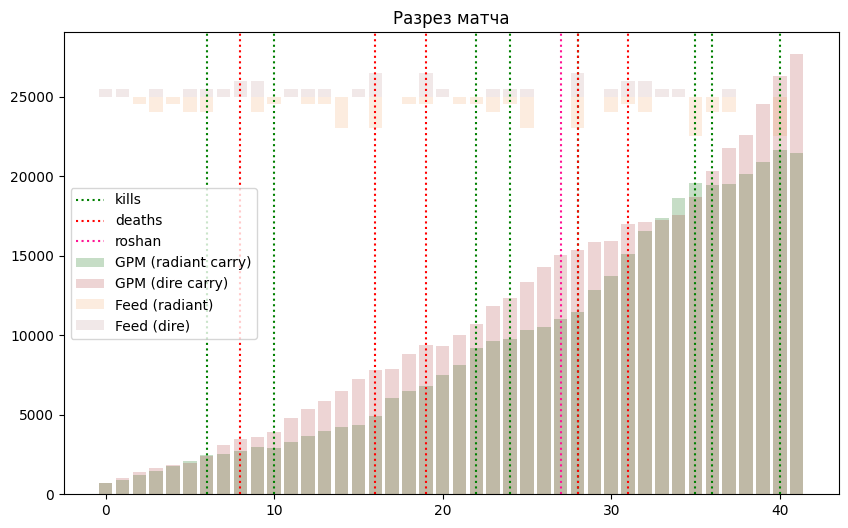 Разрез матча
25000
20000
15000
10000
5000
0
kills
deaths
roshan
GPM (radiant carry)
GPM (dire carry)
Feed (radiant)
Feed (dire)
0 10 20 30 40